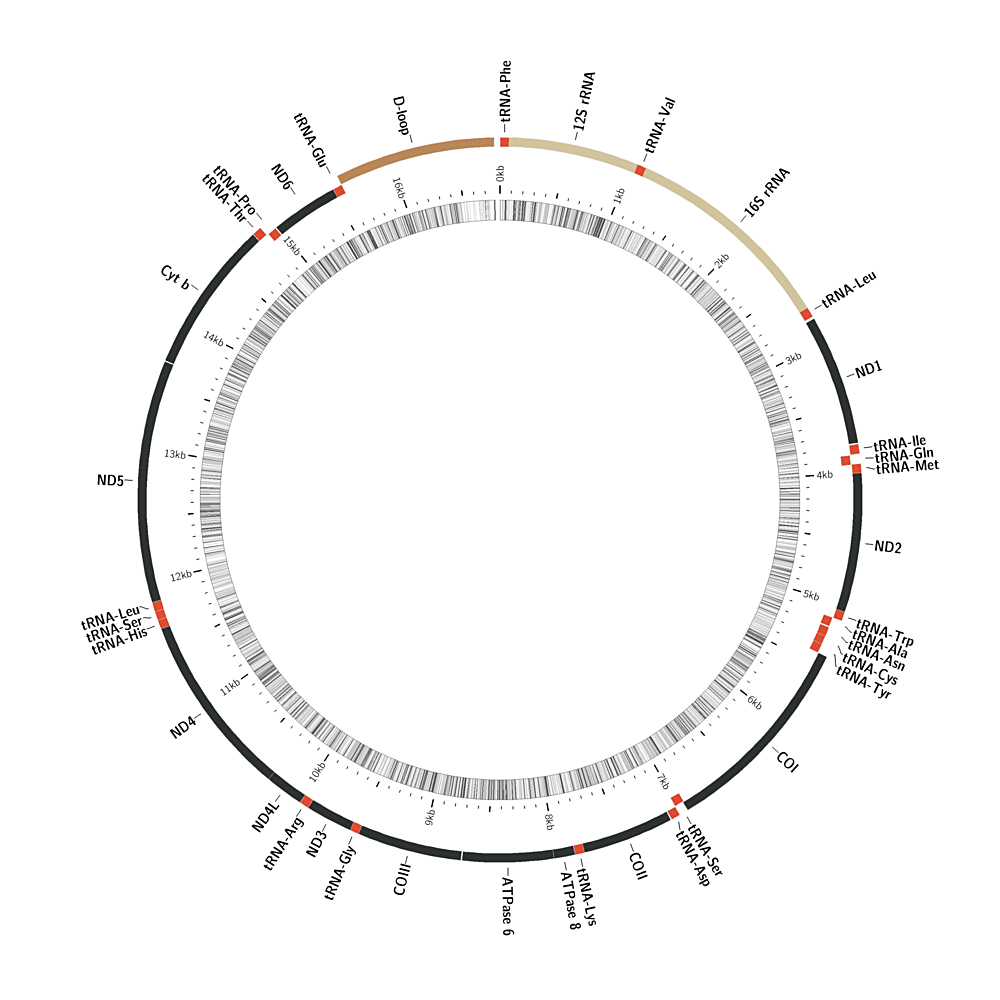 tRNA-Phe
12S rRNA
tRNA-Val
16S rRNA
tRNA-Leu
ND1
tRNA-Ile
tRNA-Gln
tRNA-Met
ND2
tRNA-Trp
tRNA-Ala
tRNA-Asn
tRNA-Cys
tRNA-Tyr
COI
tRNA-Ser
tRNA-Asp
COII
tRNA-Lys
ATPase 8
ATPase 6
COIII
tRNA-Gly
ND3
tRNA-Arg
ND4L
ND4
tRNA-His
tRNA-Ser
tRNA-Leu
ND5
Cyt b
tRNA-Thr
tRNA-Pro
ND6
tRNA-Glu
D-loop
0kb
1kb
2kb
3kb
4kb
5kb
6kb
7kb
8kb
9kb
10kb
11kb
12kb
13kb
14kb
15kb
16kb